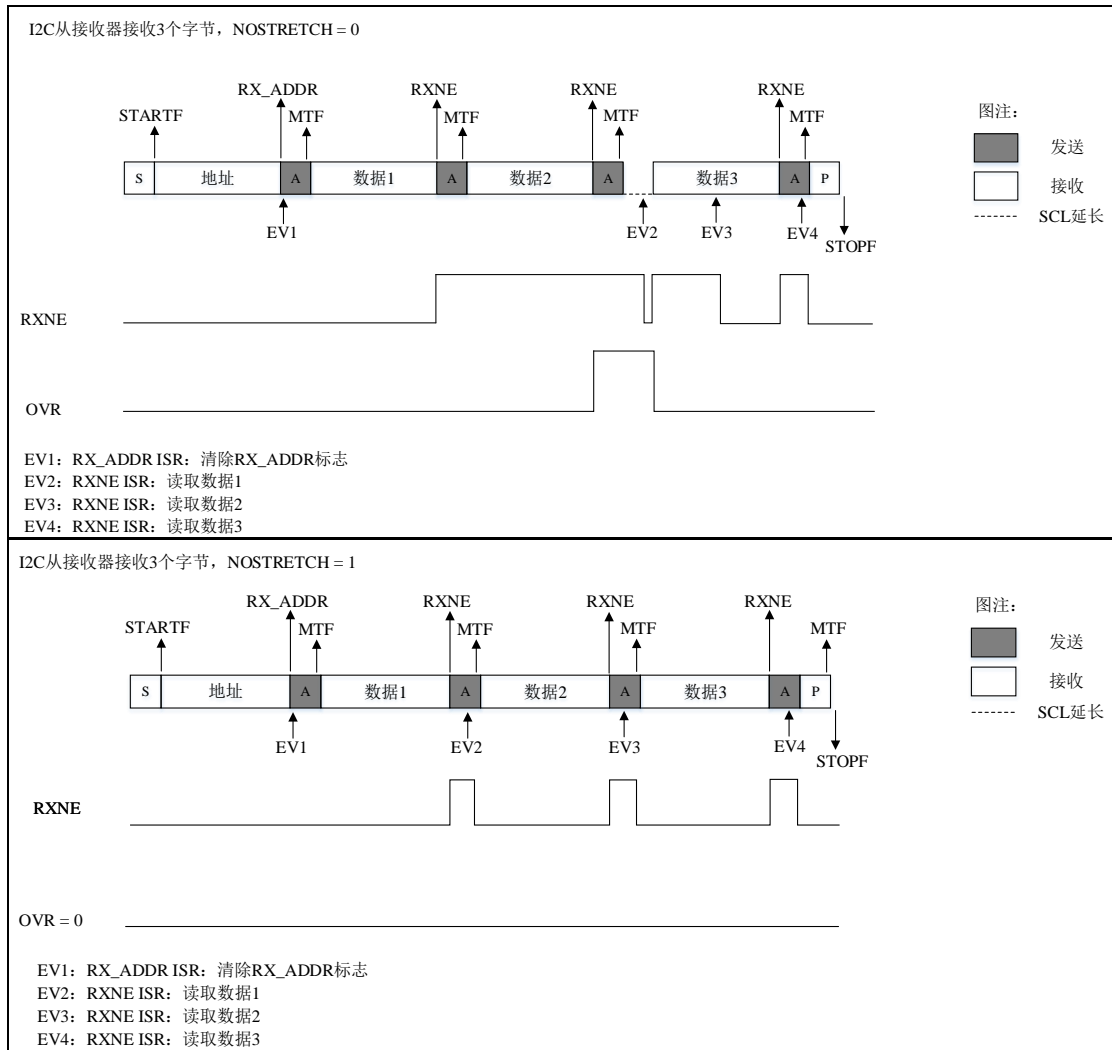 I2C从接收器接收3个字节，NOSTRETCH = 0
RX_ADDR RXNE RXNE RXNE
STARTF MTF MTF MTF MTF
图注：
S 地址 A 数据1 A 数据2 A 数据3 A P
发送
接收
SCL延长
EV1 EV2 EV3 EV4
STOPF
RXNE
OVR
EV1：RX_ADDR ISR：清除RX_ADDR标志
EV2：RXNE ISR：读取数据1
EV3：RXNE ISR：读取数据2
EV4：RXNE ISR：读取数据3
I2C从接收器接收3个字节，NOSTRETCH = 1
RX_ADDR RXNE RXNE RXNE
STARTF MTF MTF MTF MTF
图注：
S 地址 A 数据1 A 数据2 A 数据3 A P
发送
接收
SCL延长
EV1 EV2 EV3 EV4
STOPF
RXNE
OVR = 0
EV1：RX_ADDR ISR：清除RX_ADDR标志
EV2：RXNE ISR：读取数据1
EV3：RXNE ISR：读取数据2
EV4：RXNE ISR：读取数据3